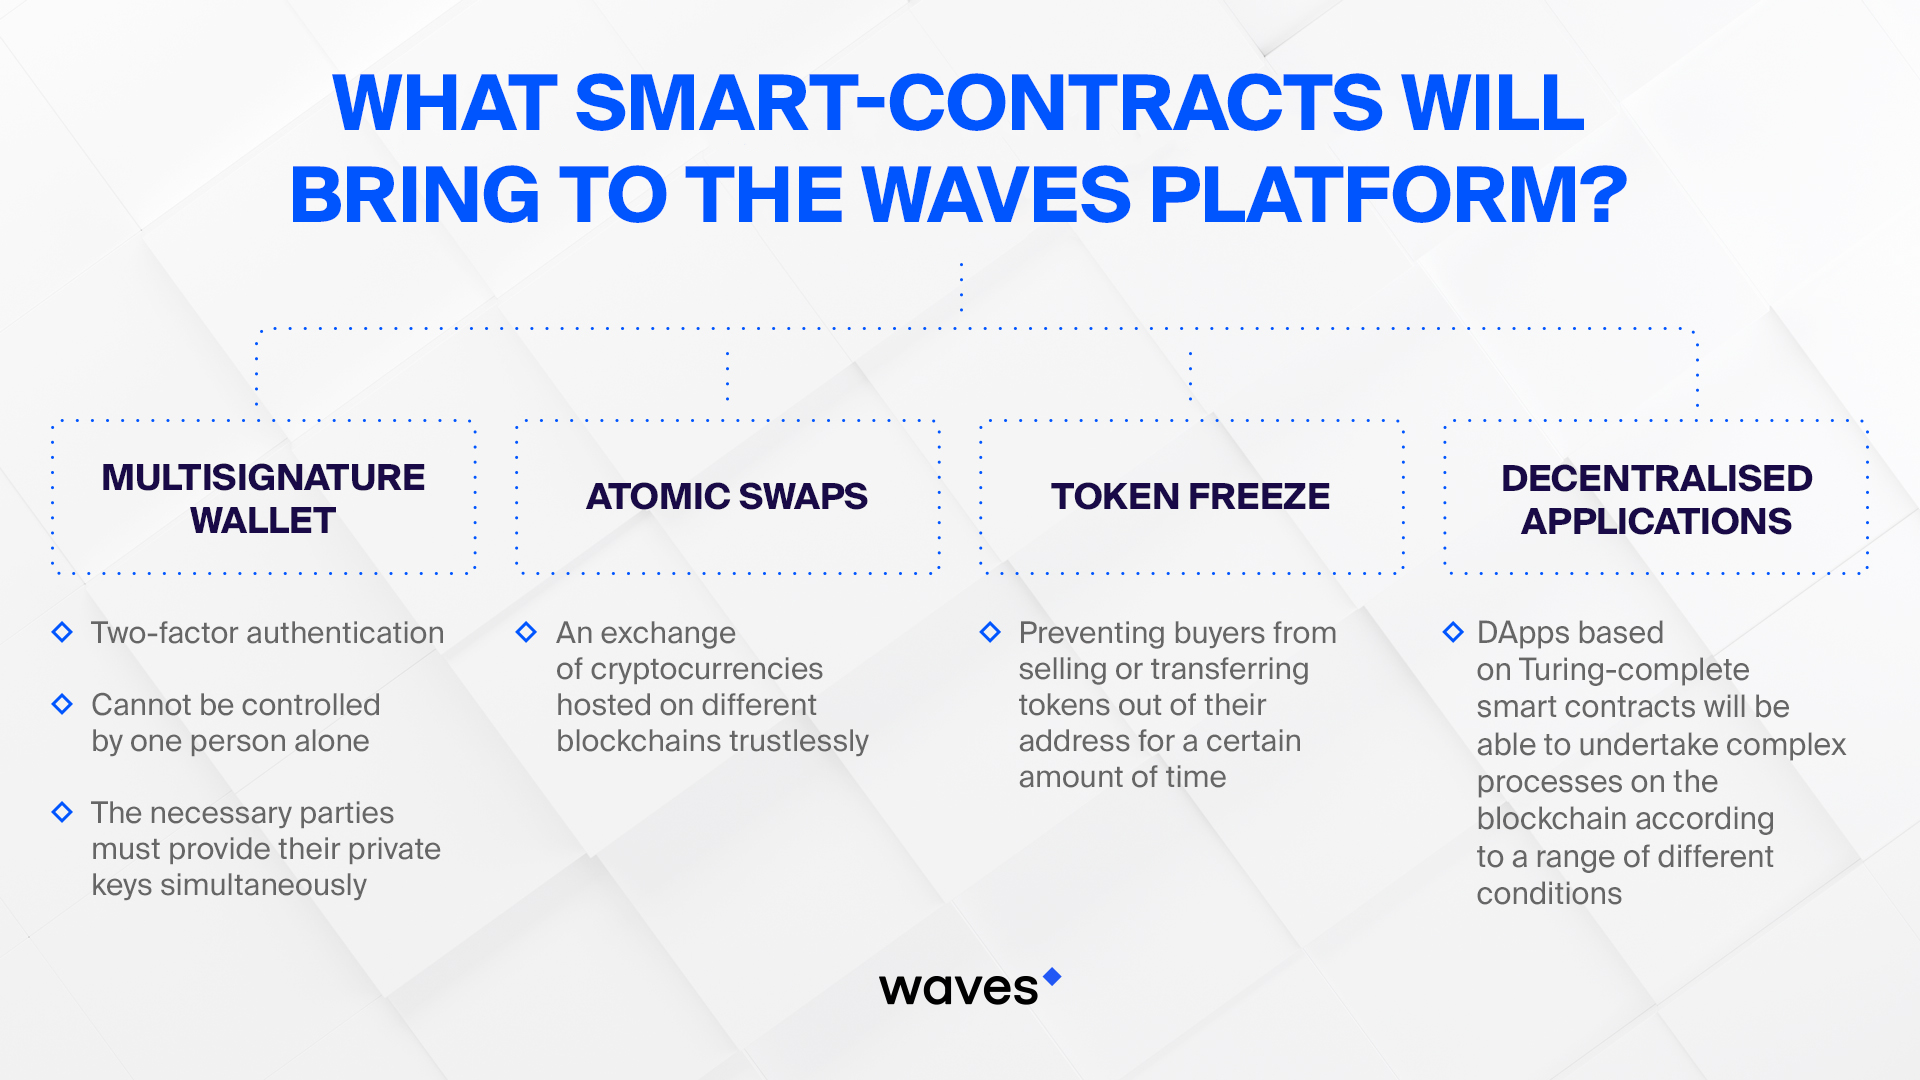 WHAT SMART-CONTRACTS WILL
BRING TO THE WAVES PLATFORM?
MULTISIGNATURE
WALLET
Two-factor authentication
Cannot be controlled
by one person alone
The necessary parties
must provide their private
keys simultaneously
ATOMIC SWAPS
An exchange
of cryptocurrencies
hosted on different
blockchains trustlessly
TOKEN FREEZE
Preventing buyers from
selling or transferring
tokens out of their
address for a certain
amount of time
DECENTRALISED
APPLICATIONS
DApps based
on Turing-complete
smart contracts will be
able to undertake complex
processes on the
blockchain according
to a range of different
conditions
waves